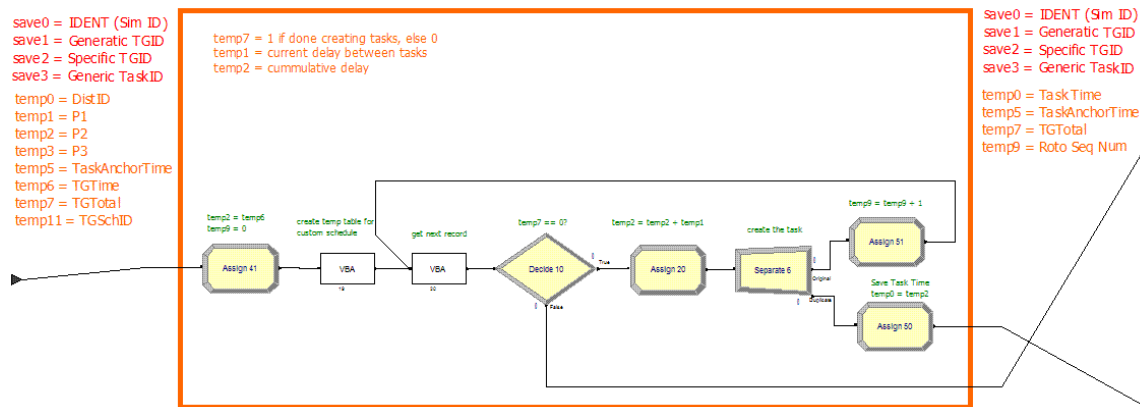 save0 = IDENT (Sim ID)
save1 = Generatic TGID
save2 = Specific TGID
save3 = Generic TaskID
temp0 = DistID
temp1 = P1
temp2 = P2
temp3 = P3
temp5 = TaskAnchorTime
temp6 = TGTime
temp7 = TGTotal
temp11 = TGSchID
temp7 = 1 if done creating tasks, else 0
temp1 = current delay between tasks
temp2 = cummulative delay
temp2 = temp6
temp9 = 0
Assign 41
create temp table for
custom schedule
VBA
19
get next record
VBA
temp7 == 0?
Decide 10
True
False
temp2 = temp2 + temp1
Assign 20
create the task
Separate 6
Original
Duplicate
temp9 = temp9 + 1
Assign 51
Save Task Time
temp0 = temp2
Assign 50
save0 = IDENT (Sim ID)
save1 = Generatic TGID
save2 = Specific TGID
save3 = Generic TaskID
temp0 = Task Time
temp5 = TaskAnchorTime
temp7 = TGTotal
temp9 = Roto Seq Num